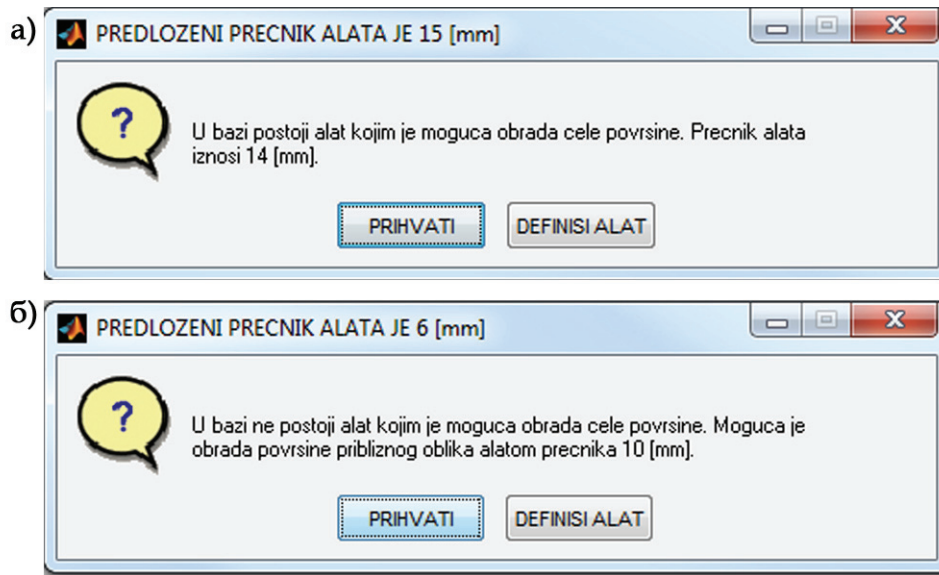 а)
PREDLOZENI PRECNIK ALATA JE 15 [mm]
?
U bazi postoji alat kojim je moguca obrada cele povrsine. Precnik alata
iznosi 14 [mm].
PRIHVATI DEFINISI ALAT
б)
PREDLOZENI PRECNIK ALATA JE 6 [mm]
?
U bazi ne postoji alat kojim je moguca obrada cele povrsine. Moguca je
obrada povrsine pribliznog oblika alatom precnika 10 [mm].
PRIHVATI DEFINISI ALAT